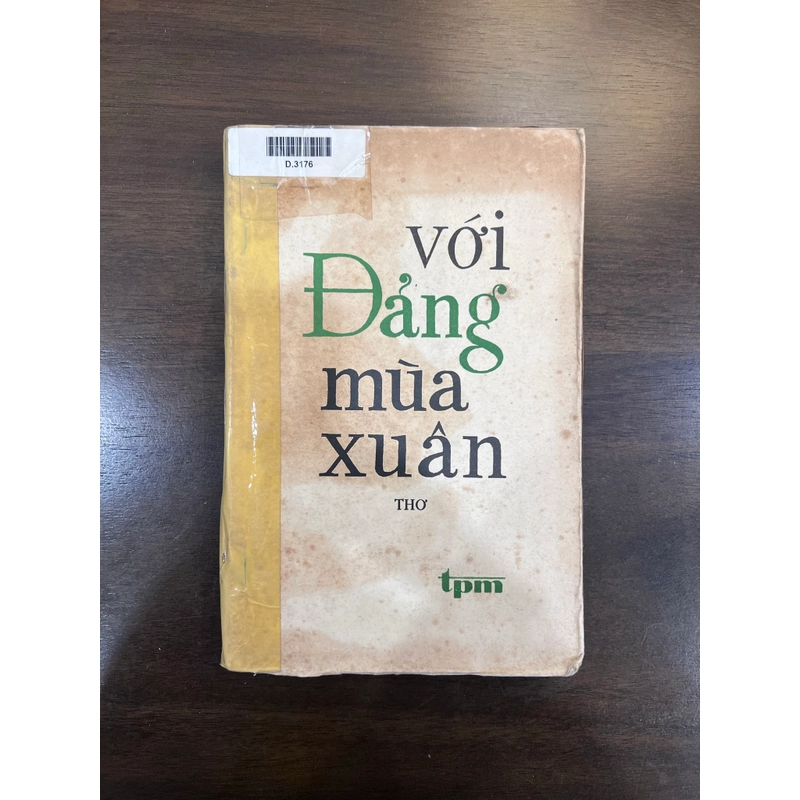 D.3176
với
Đảng
mùa
xuân
THƠ
tpm